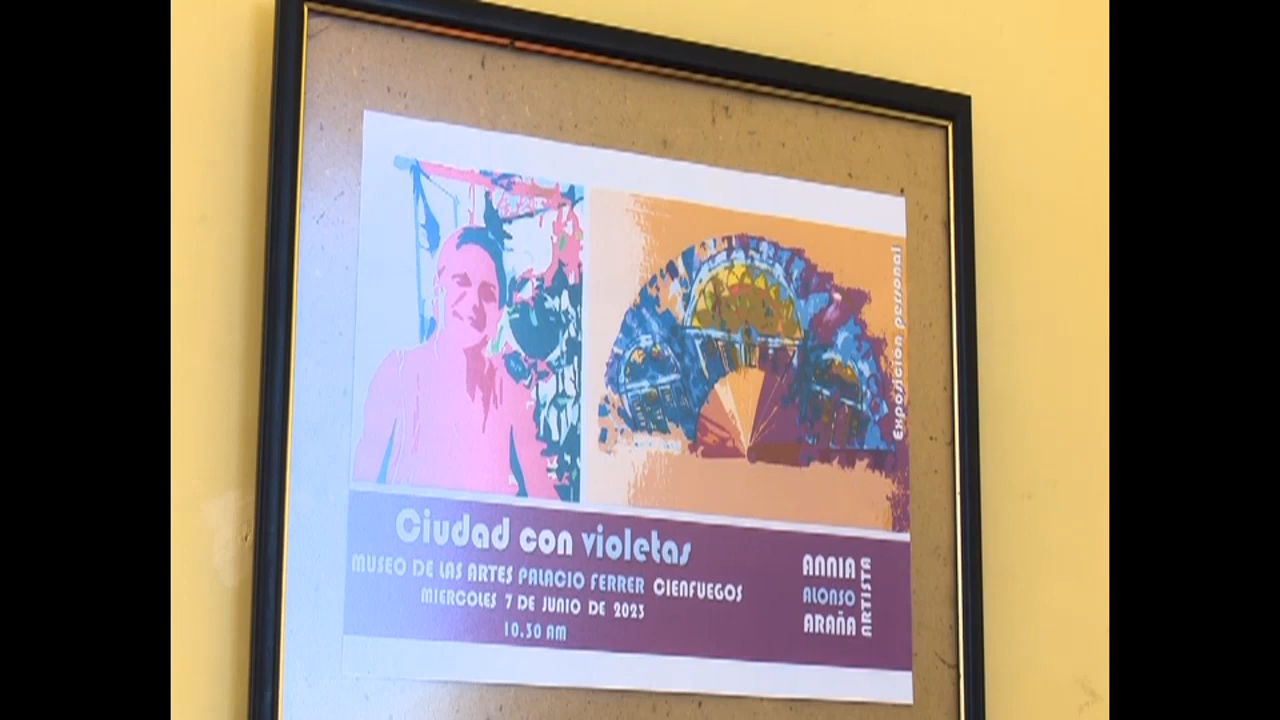 Exposición personal
Ciudad con violetas
MUSEO DE LAS ARTES PALACIO FERRER CIENFUEGOS
MIERCOLES 7 DE JUNIO DE 2023
10.30 AM
ANNIA
ALONSO
ARAÑA
ARTISTA